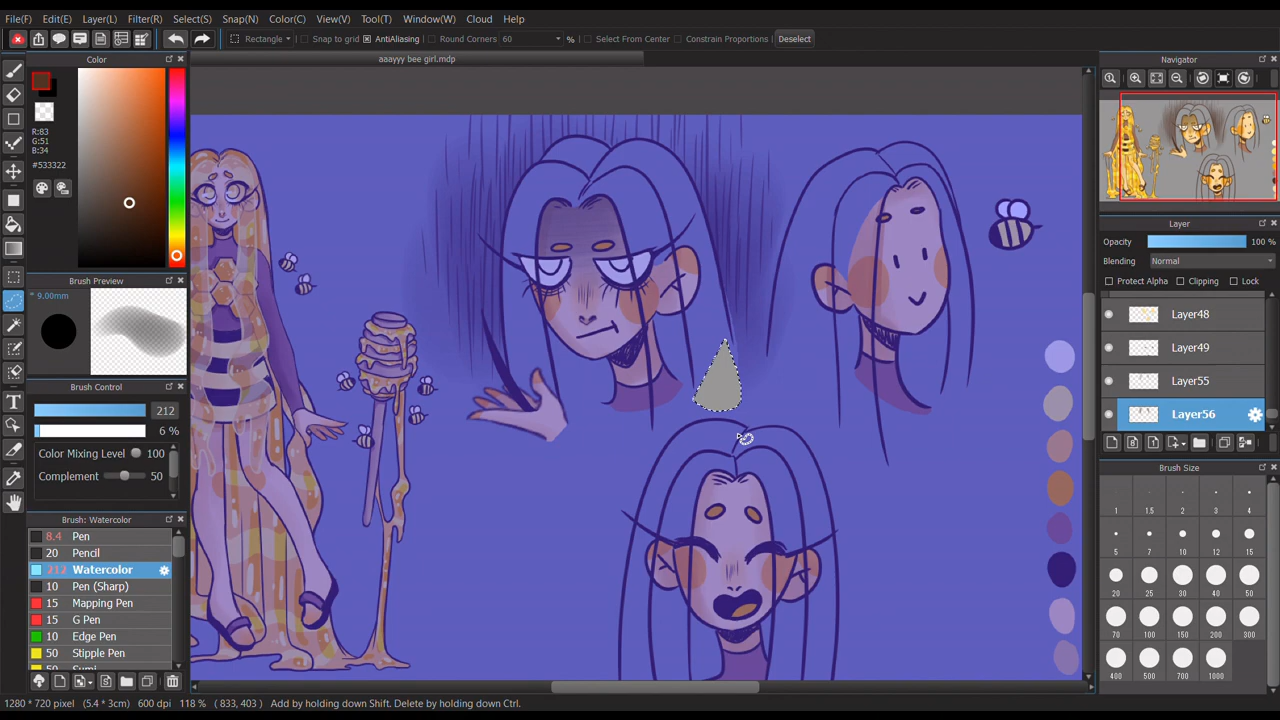 File(F) Edit(E) Layer(L) Filter(R) Select(S) Snap(N) Color(C) View(V) Tool(T) Window(W) Cloud Help
Rectangle Snap to grid AntiAliasing Round Corners 60 % Select From Center Constrain Proportions Deselect
aaayyy bee girl.mdp
Color
R:83
G:51
B:34
#533322
Brush Preview
9.00mm
Brush Control
212
6 %
Color Mixing Level 100
Complement 50
Brush: Watercolor
8.4 Pen
20 Pencil
212 Watercolor
10 Pen (Sharp)
15 Mapping Pen
15 G Pen
10 Edge Pen
50 Stipple Pen
50 Sumi
Navigator
Layer
Opacity 100 %
Blending Normal
Protect Alpha Clipping Lock
Layer48
Layer49
Layer55
Layer56
Brush Size
1 1.5 2 3 4
5 7 10 12 15
20 25 30 40 50
70 100 150 200 300
400 500 700 1000
1280 * 720 pixel (5.4 * 3cm) 600 dpi 118 % ( 833, 403 ) Add by holding down Shift. Delete by holding down Ctrl.